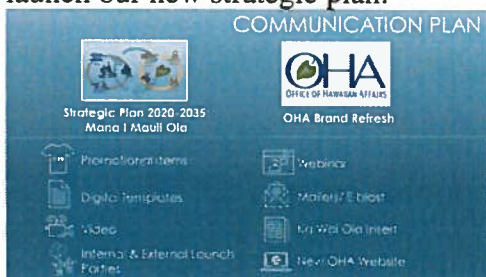 launch our new strategic plan.
COMMUNICATION PLAN
OHA
OFFICE OF HAWAIIAN AFFAIRS
Strategic Plan 2020-2035
Mana i Mauli Ola
OHA Brand Refresh
Promotional Items
Digital Templates
Video
Internal & External Launch
Parties
Webinar
Mailers/ E-blast
Ka Wai Ola Insert
New OHA Website